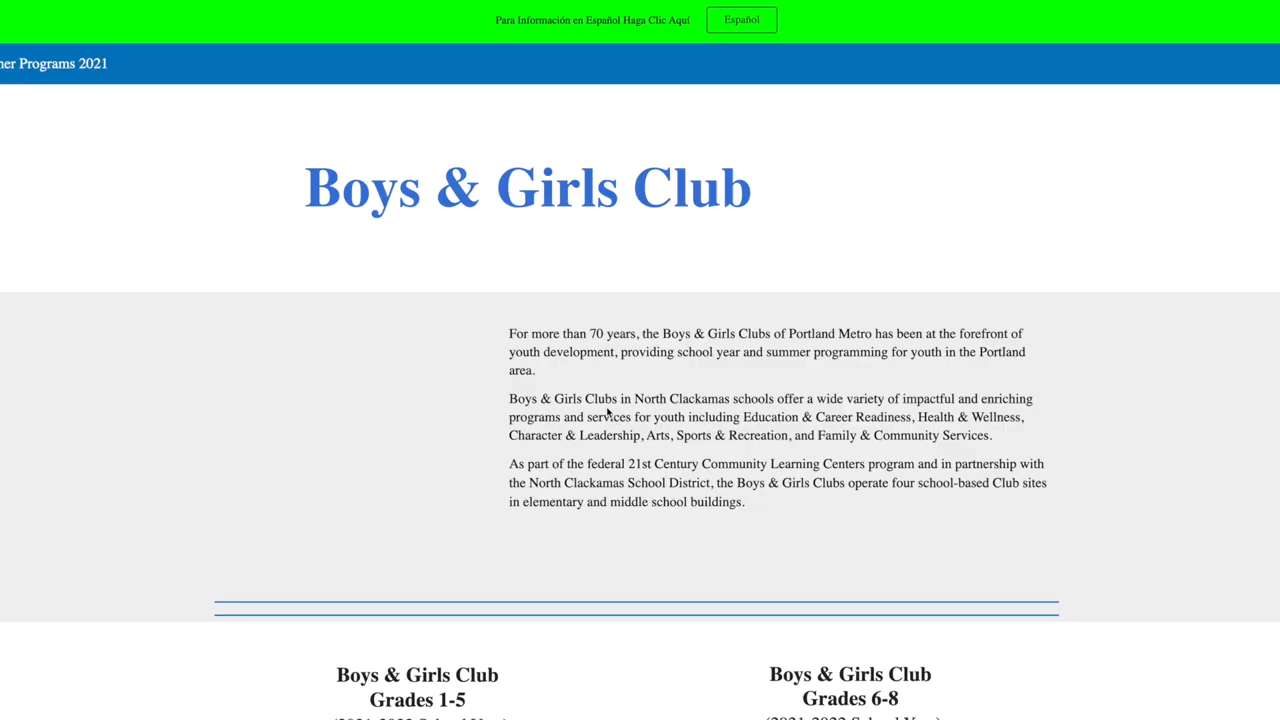 Para Información en Español Haga Clic Aquí
Español
Programs 2021
Boys & Girls Club
For more than 70 years, the Boys & Girls Clubs of Portland Metro has been at the forefront of
youth development, providing school year and summer programming for youth in the Portland
area.
Boys & Girls Clubs in North Clackamas schools offer a wide variety of impactful and enriching
programs and services for youth including Education & Career Readiness, Health & Wellness,
Character & Leadership, Arts, Sports & Recreation, and Family & Community Services.
As part of the federal 21st Century Community Learning Centers program and in partnership with
the North Clackamas School District, the Boys & Girls Clubs operate four school-based Club sites
in elementary and middle school buildings.
Boys & Girls Club
Grades 1-5
Boys & Girls Club
Grades 6-8